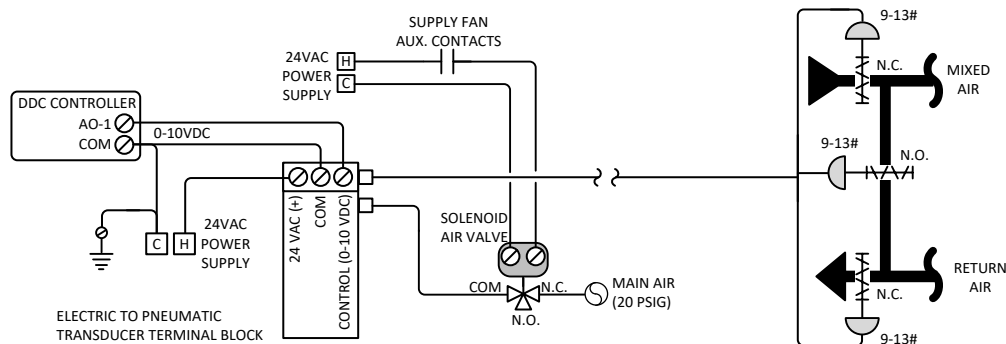 SUPPLY FAN
AUX. CONTACTS
24VAC
POWER
SUPPLY
H
C
9-13#
N.C.
MIXED
AIR
DDC CONTROLLER
AO-1
COM
0-10VDC
9-13#
N.O.
24 VAC (+)
COM
CONTROL (0-10 VDC)
C
H
24VAC
POWER
SUPPLY
SOLENOID
AIR VALVE
COM
N.C.
N.O.
MAIN AIR
(20 PSIG)
RETURN
AIR
N.C.
9-13#
ELECTRIC TO PNEUMATIC
TRANSDUCER TERMINAL BLOCK